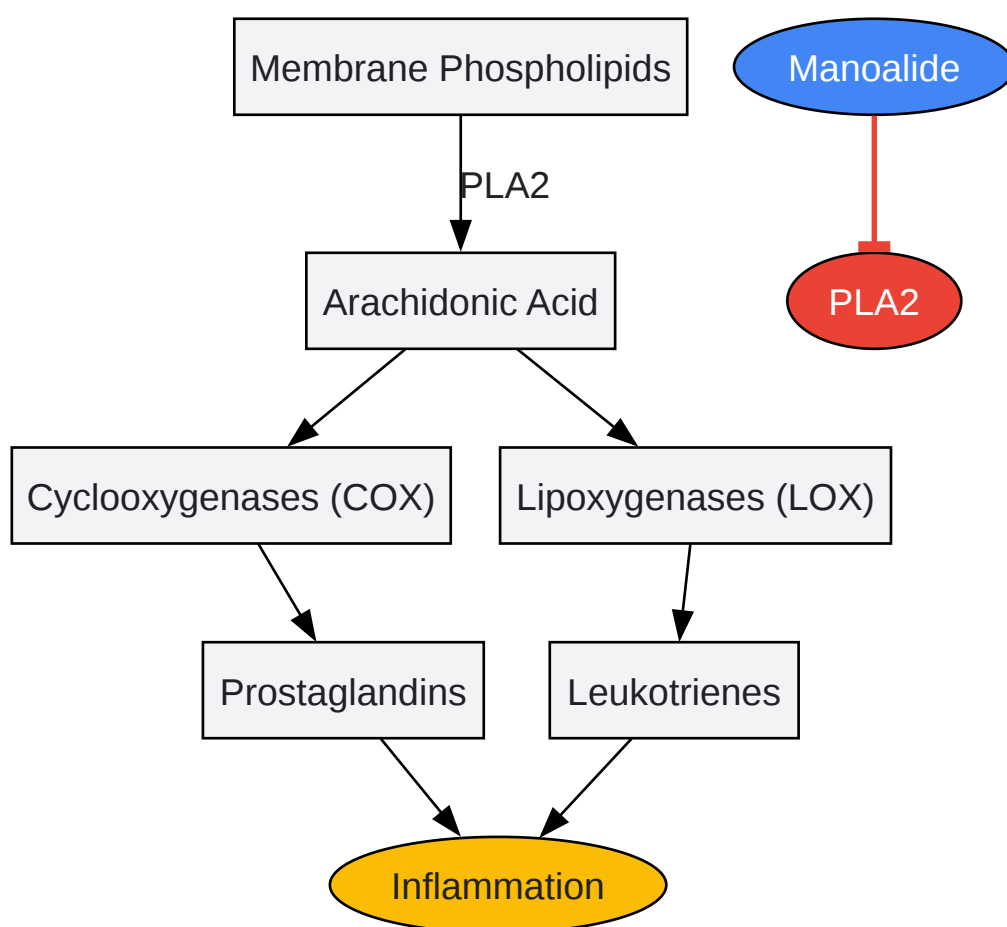 Membrane Phospholipids
Manoalide
PLA2
Arachidonic Acid
PLA2
Cyclooxygenases (COX)
Lipoxygenases (LOX)
Prostaglandins
Leukotrienes
Inflammation